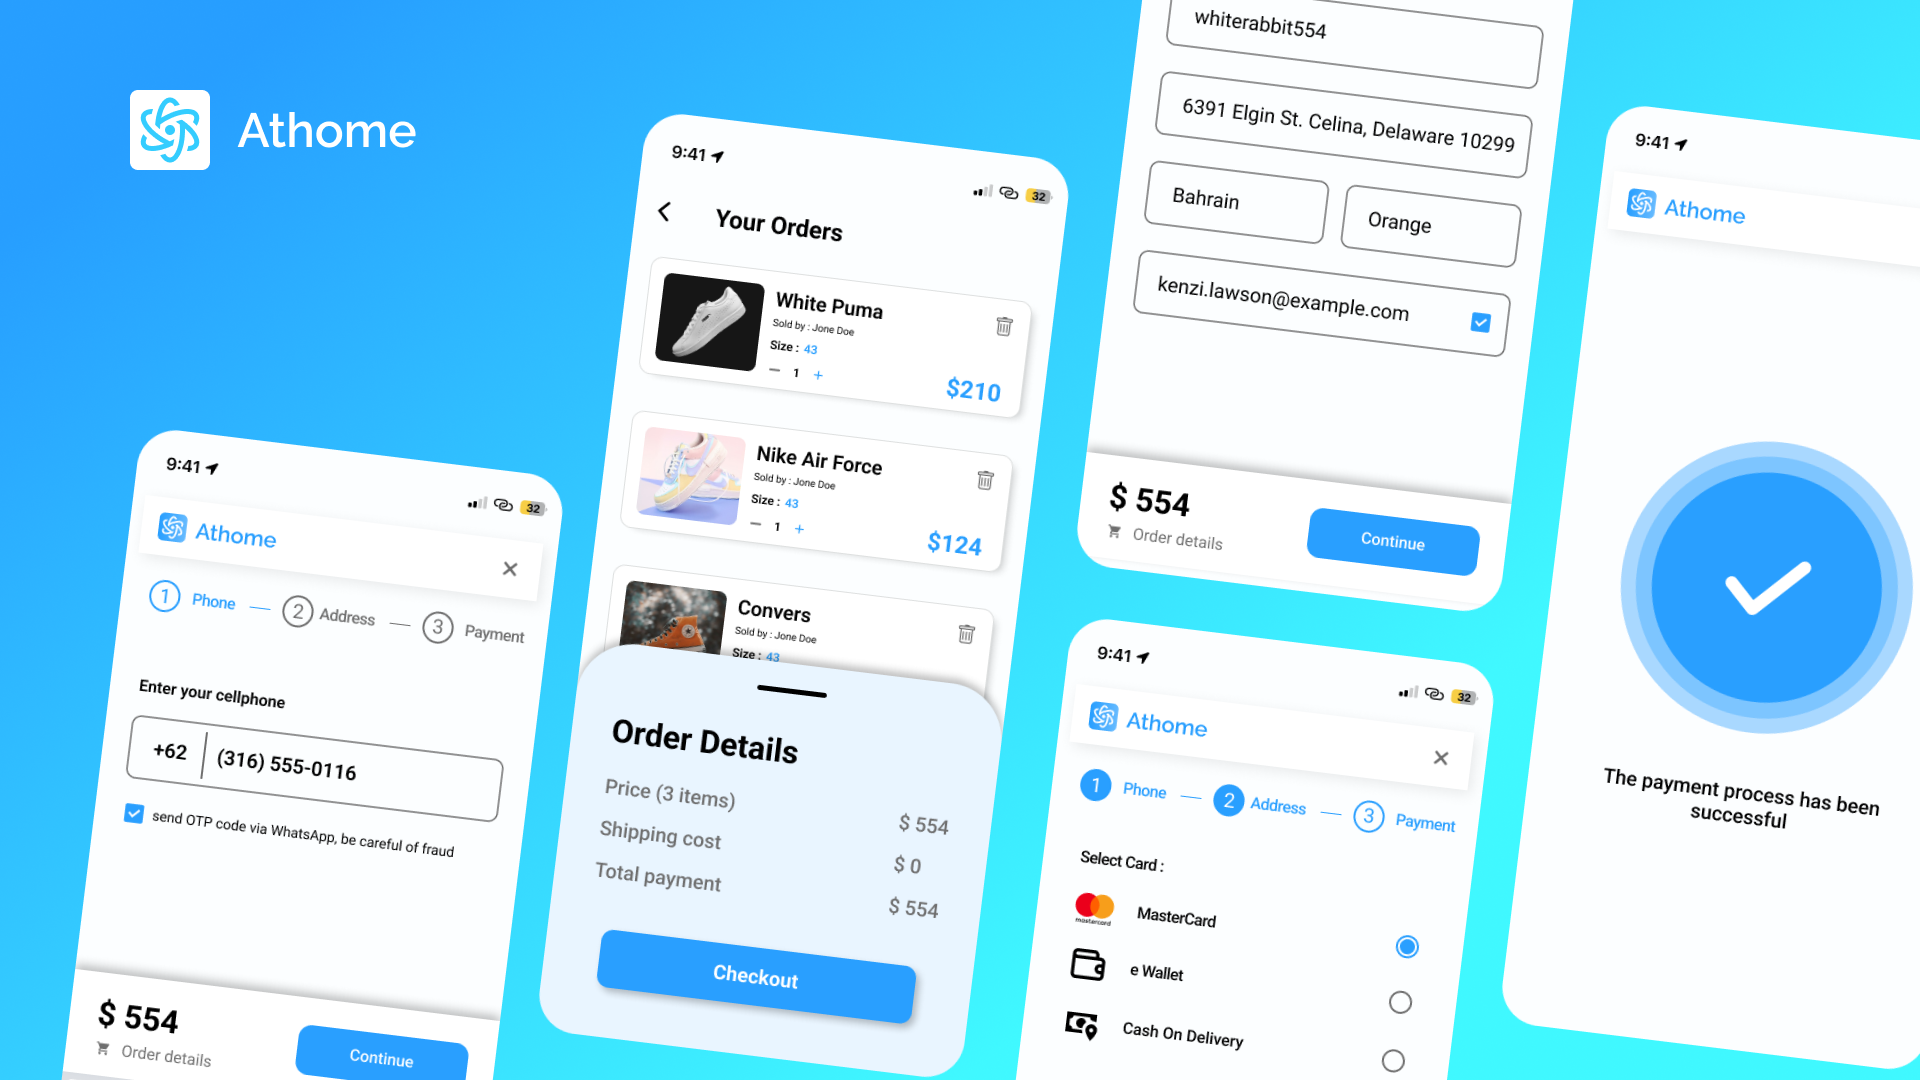 Athome
9:41
32
Athome
1 Phone
2 Address
3 Payment
Enter your cellphone
+62
(316) 555-0116
send OTP code via WhatsApp, be careful of fraud
$ 554
Order details
Continue
9:41
32
Your Orders
White Puma
Sold by : Jone Doe
Size : 43
1
$210
Nike Air Force
Sold by : Jone Doe
Size : 43
1
$124
Convers
Sold by : Jone Doe
Size : 43
Order Details
Price (3 items) $ 554
Shipping cost $ 0
Total payment $ 554
Checkout
whiterabbit554
6391 Elgin St. Celina, Delaware 10299
Bahrain
Orange
kenzi.lawson@example.com
$ 554
Order details
Continue
9:41
32
Athome
1 Phone
2 Address
3 Payment
Select Card :
mastercard
MasterCard
e Wallet
Cash On Delivery
9:41
Athome
The payment process has been
successful